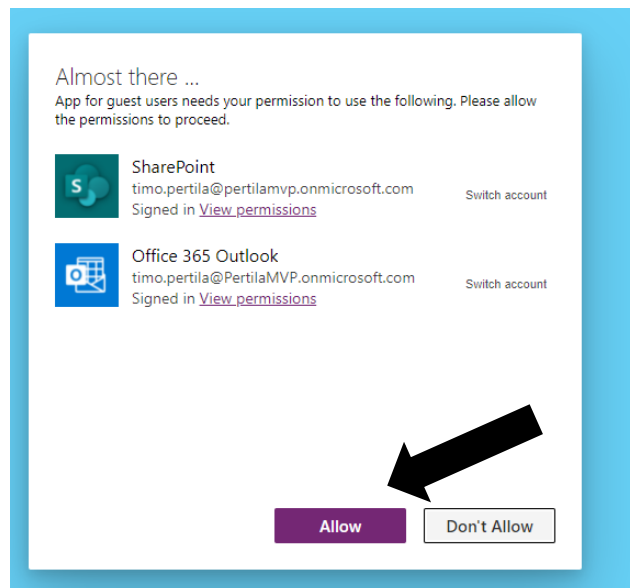 Almost there ...
App for guest users needs your permission to use the following. Please allow
the permissions to proceed.
S
SharePoint
timo.pertila@pertilamvp.onmicrosoft.com
Signed in View permissions
Switch account
Office 365 Outlook
timo.pertila@PertilaMVP.onmicrosoft.com
Signed in View permissions
Switch account
Allow
Don't Allow